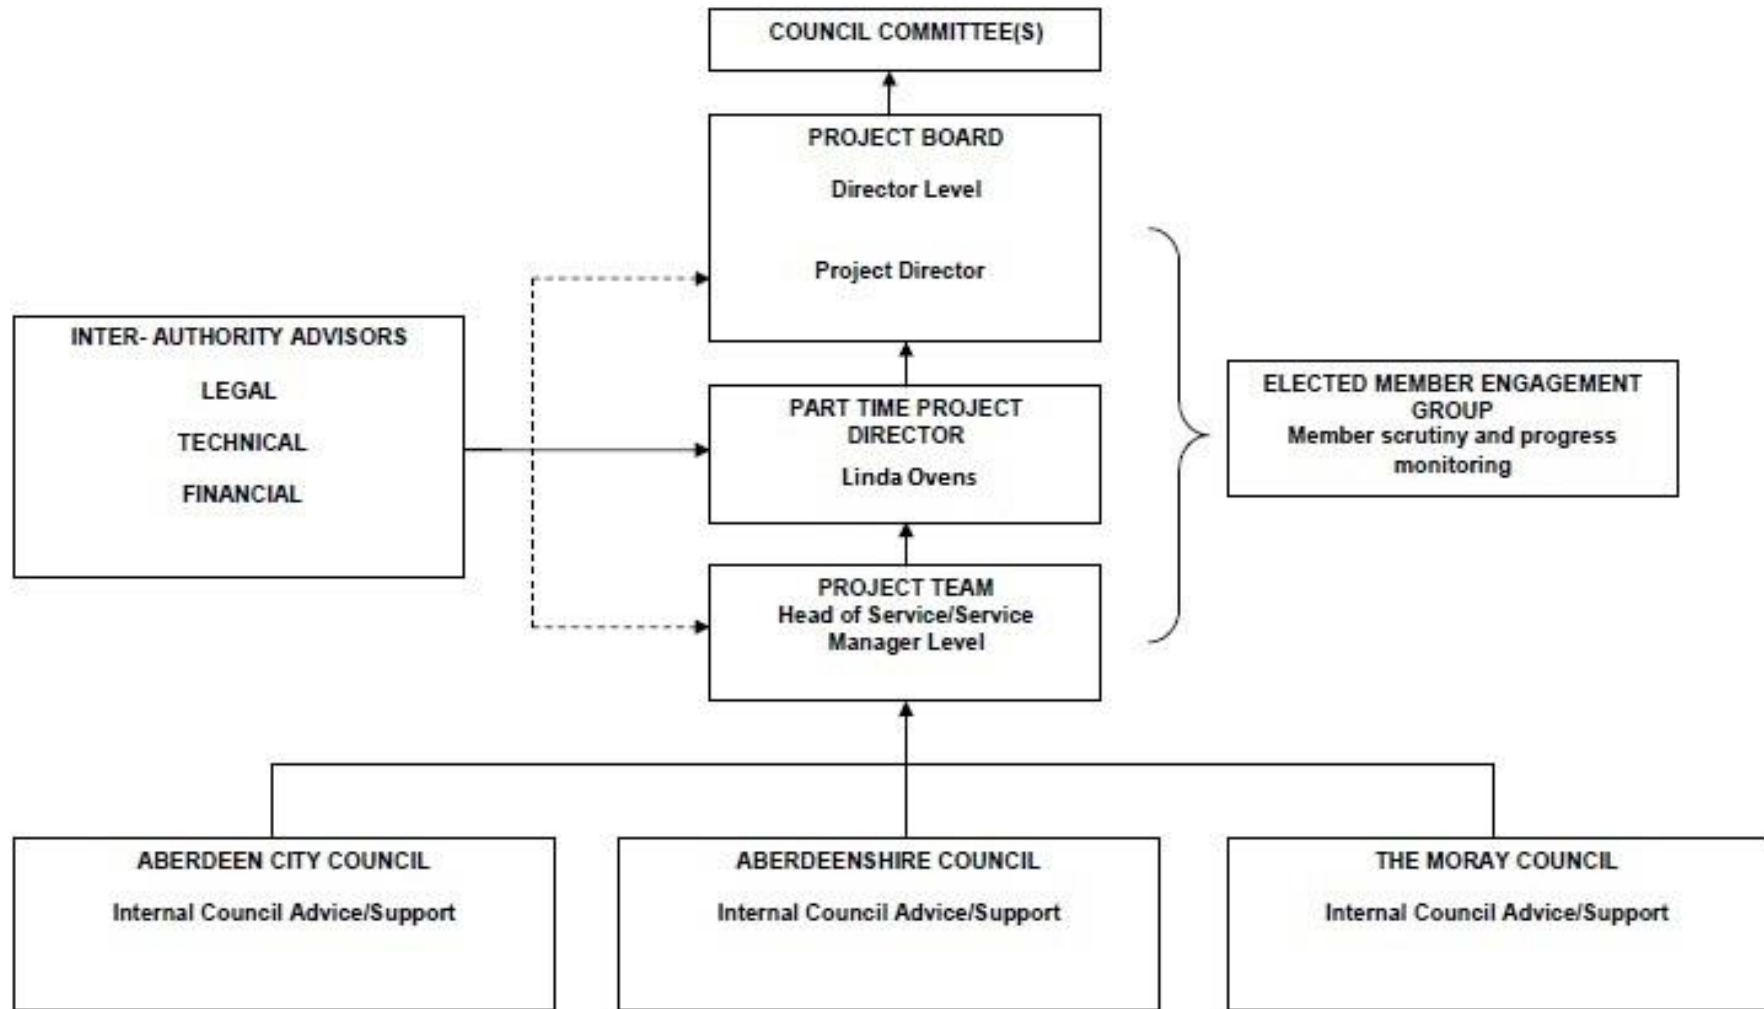 COUNCIL COMMITTEE(S)
PROJECT BOARD
Director Level
Project Director
INTER- AUTHORITY ADVISORS
LEGAL
TECHNICAL
FINANCIAL
PART TIME PROJECT
DIRECTOR
Linda Ovens
ELECTED MEMBER ENGAGEMENT
GROUP
Member scrutiny and progress
monitoring
PROJECT TEAM
Head of Service/Service
Manager Level
ABERDEEN CITY COUNCIL
Internal Council Advice/Support
ABERDEENSHIRE COUNCIL
Internal Council Advice/Support
THE MORAY COUNCIL
Internal Council Advice/Support